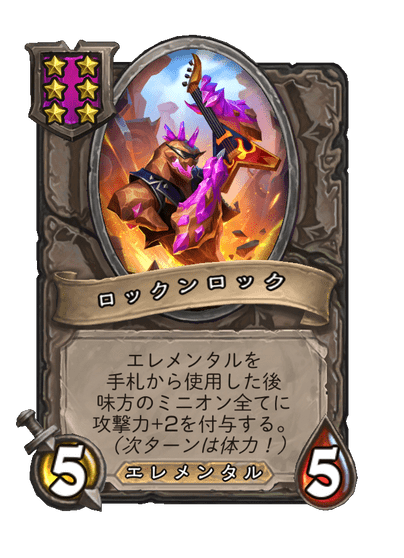 ロックンロック
エレメンタルを
手札から使用した後
味方のミニオン全てに
攻撃力+2を付与する。
(次ターンは体力!)
5
エレメンタル
5